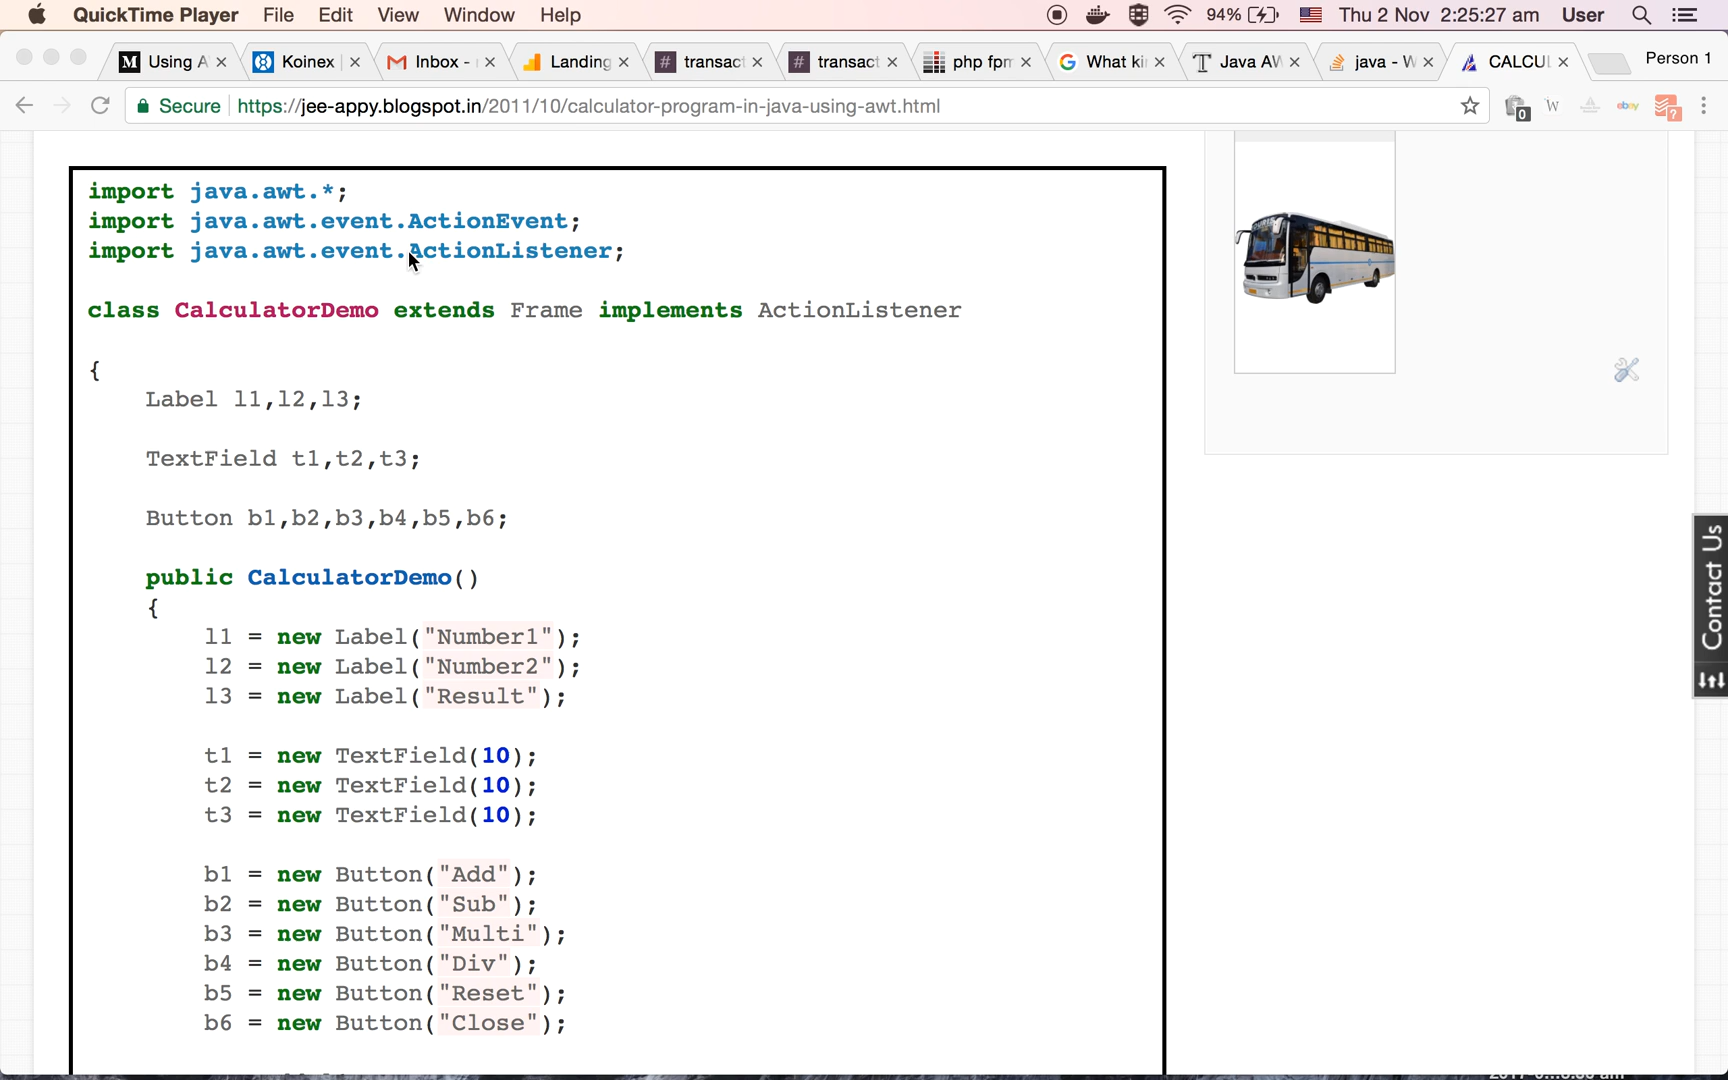 QuickTime Player File Edit View Window Help 94% Thu 2 Nov 2:25:27 am User
Using A Koinex Inbox - Landing transac transac php fpm What ki Java AW java - W CALCUL Person 1
Secure https://jee-appy.blogspot.in/2011/10/calculator-program-in-java-using-awt.html 0 W ebay ?
import java.awt.*;
import java.awt.event.ActionEvent;
import java.awt.event.ActionListener;
class CalculatorDemo extends Frame implements ActionListener
{
Label l1,l2,l3;
TextField t1,t2,t3;
Button b1,b2,b3,b4,b5,b6;
public CalculatorDemo()
{
l1 = new Label("Number1");
l2 = new Label("Number2");
l3 = new Label("Result");
t1 = new TextField(10);
t2 = new TextField(10);
t3 = new TextField(10);
b1 = new Button("Add");
b2 = new Button("Sub");
b3 = new Button("Multi");
b4 = new Button("Div");
b5 = new Button("Reset");
b6 = new Button("Close");
Contact Us